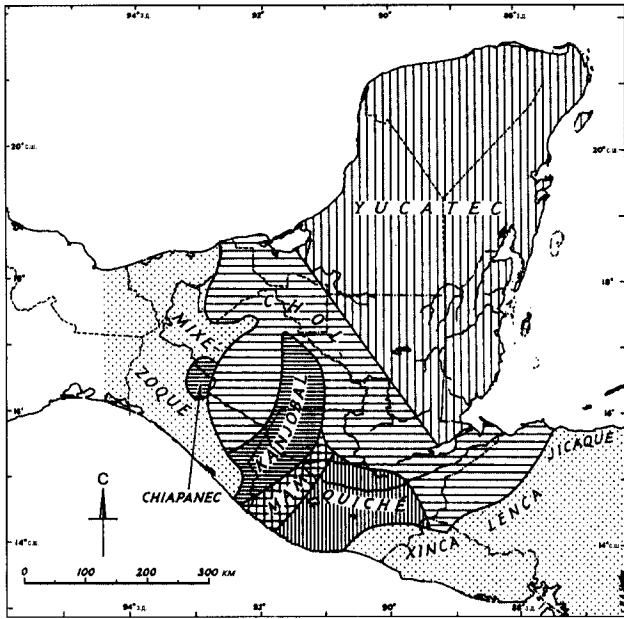 94° з.д. 92° 90° 88° з.д.
20° с.ш. 20° с.ш.
YUCATEC
18° 18°
CHOL
MIXE
ZOQUE
KANJOBAL
16° 16°
JICAQUE
CHIAPANEC
MAM
QUICHÉ
LENCA
XINCA
С
14° с.ш. 14° с.ш.
0 100 200 300 км
94° з.д. 92° 90° 88° з.д.